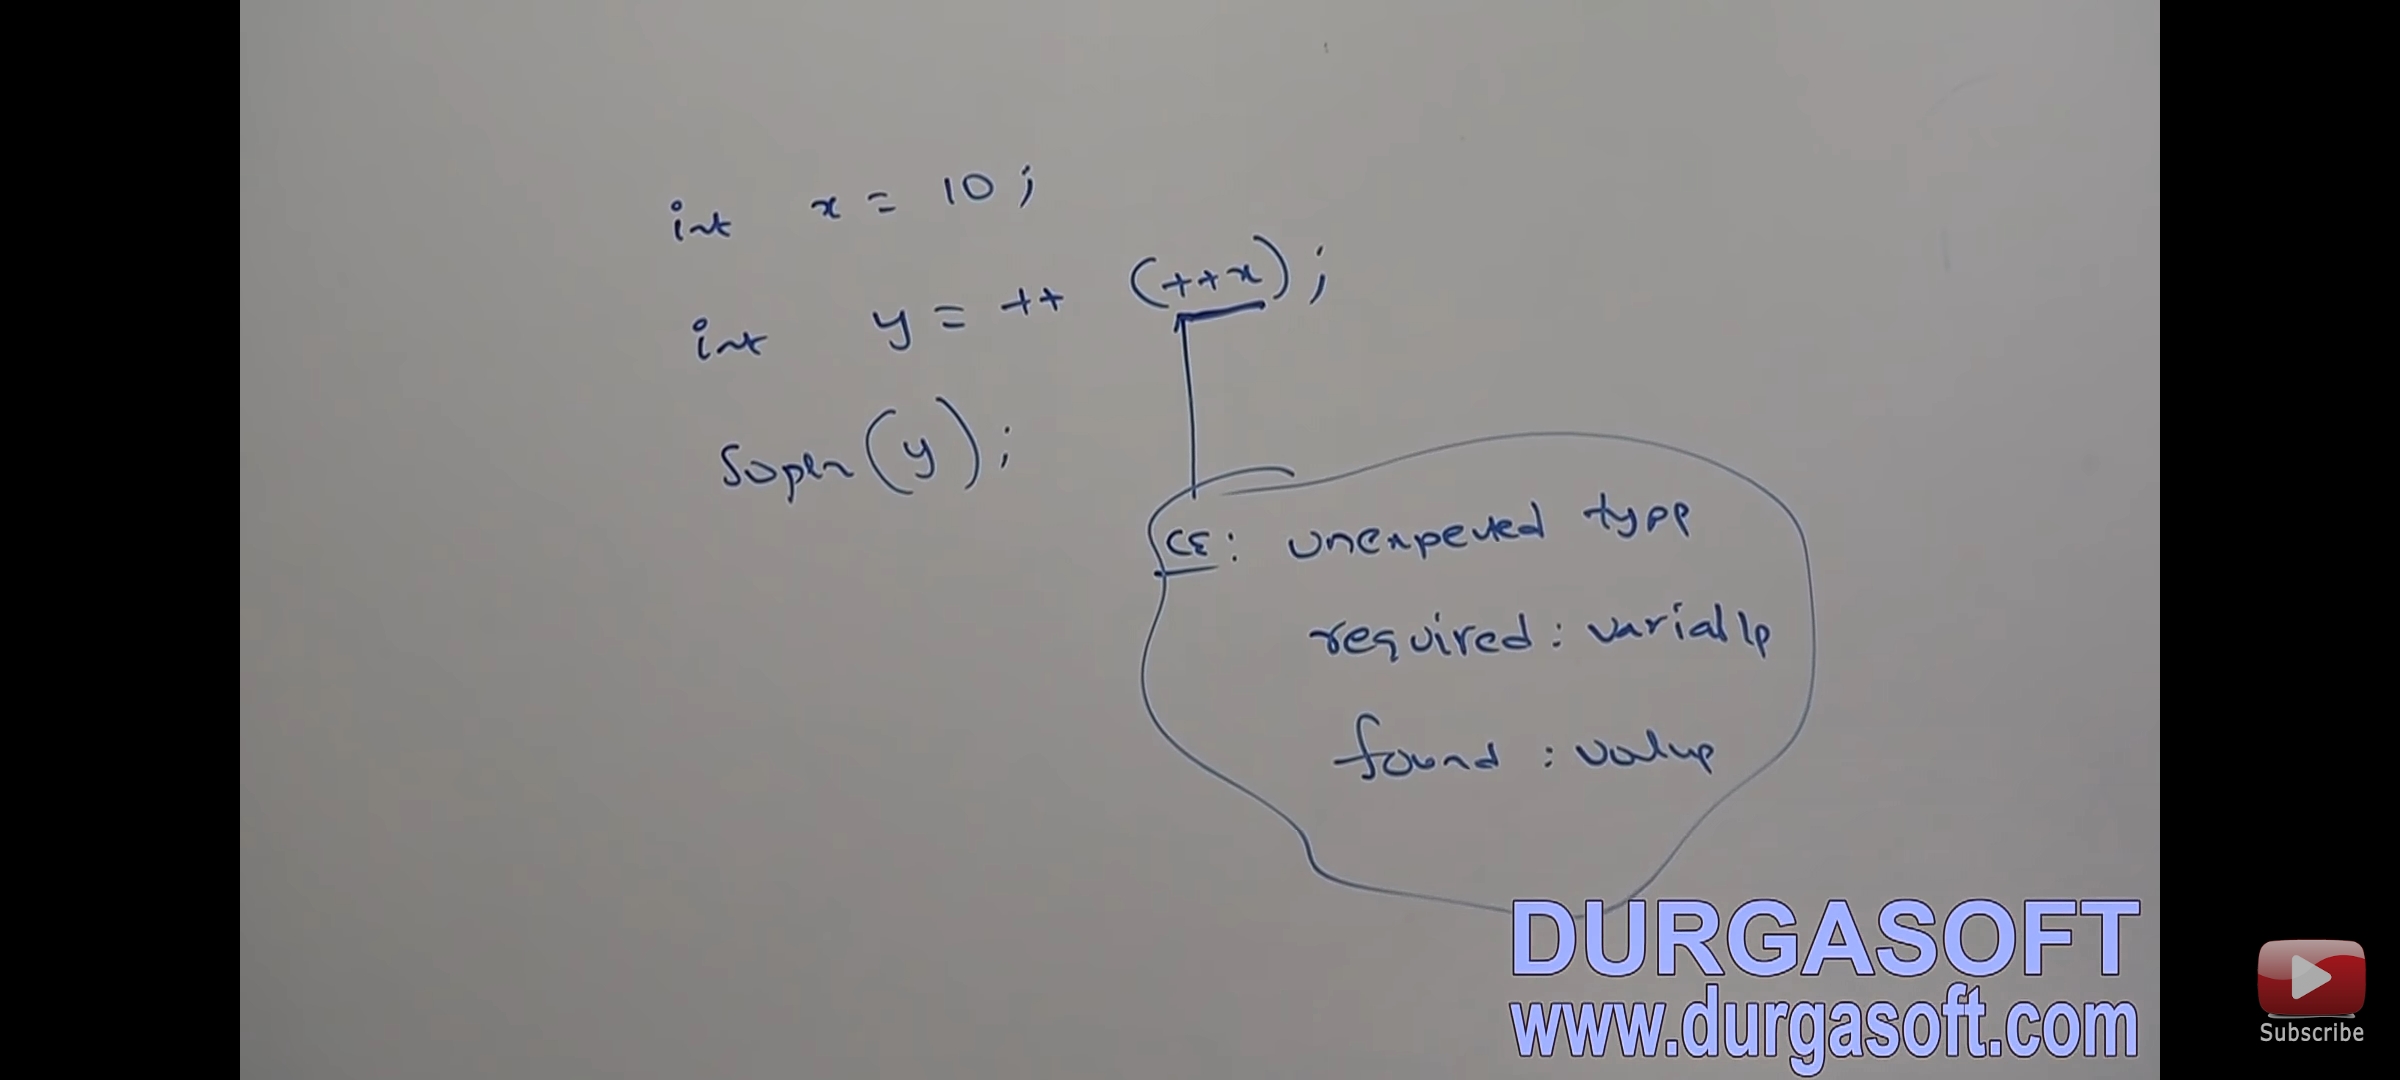 int x = 10;
int y = ++ (++x);
Sopln(y);
CE: unexpected type
required: variable
found: value
DURGASOFT
www.durgasoft.com
Subscribe